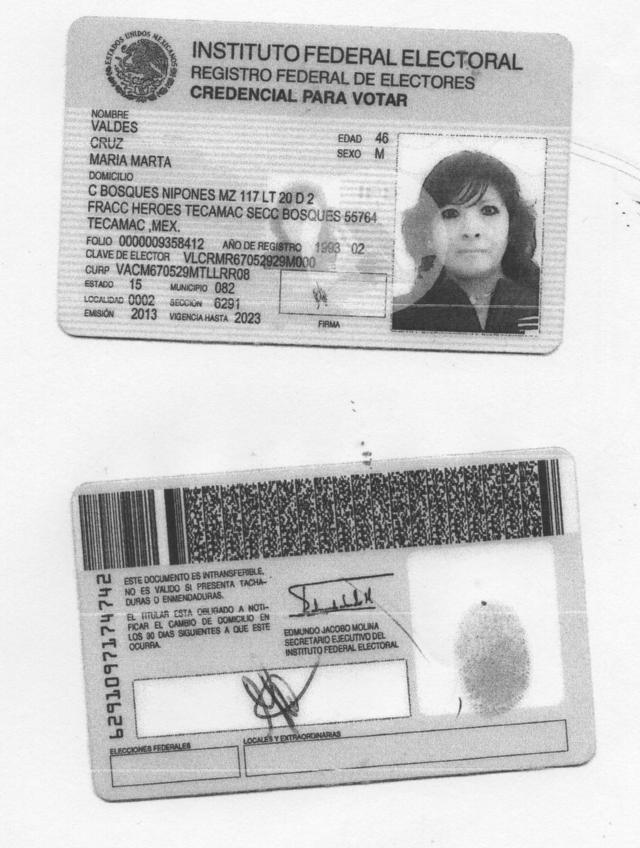 ESTADOS UNIDOS MEXICANOS
INSTITUTO FEDERAL ELECTORAL
REGISTRO FEDERAL DE ELECTORES
CREDENCIAL PARA VOTAR
NOMBRE
VALDES
CRUZ
MARIA MARTA
EDAD 46
SEXO M
DOMICILIO
C BOSQUES NIPONES MZ 117 LT 20 D 2
FRACC HEROES TECAMAC SECC BOSQUES 55764
TECAMAC ,MEX.
FOLIO 0000009358412 AÑO DE REGISTRO 1993 02
CLAVE DE ELECTOR VLCRMR67052929M000
CURP VACM670529MTLLRR08
ESTADO 15 MUNICIPIO 082
LOCALIDAD 0002 SECCIÓN 6291
EMISIÓN 2013 VIGENCIA HASTA 2023
FIRMA
6291097174742
ESTE DOCUMENTO ES INTRANSFERIBLE,
NO ES VALIDO SI PRESENTA TACHA-
DURAS O ENMENDADURAS.
EL TITULAR ESTA OBLIGADO A NOTI-
FICAR EL CAMBIO DE DOMICILIO EN
LOS 30 DIAS SIGUIENTES A QUE ESTE
OCURRA.
EDMUNDO JACOBO MOLINA
SECRETARIO EJECUTIVO DEL
INSTITUTO FEDERAL ELECTORAL
ELECCIONES FEDERALES
LOCALES Y EXTRAORDINARIAS